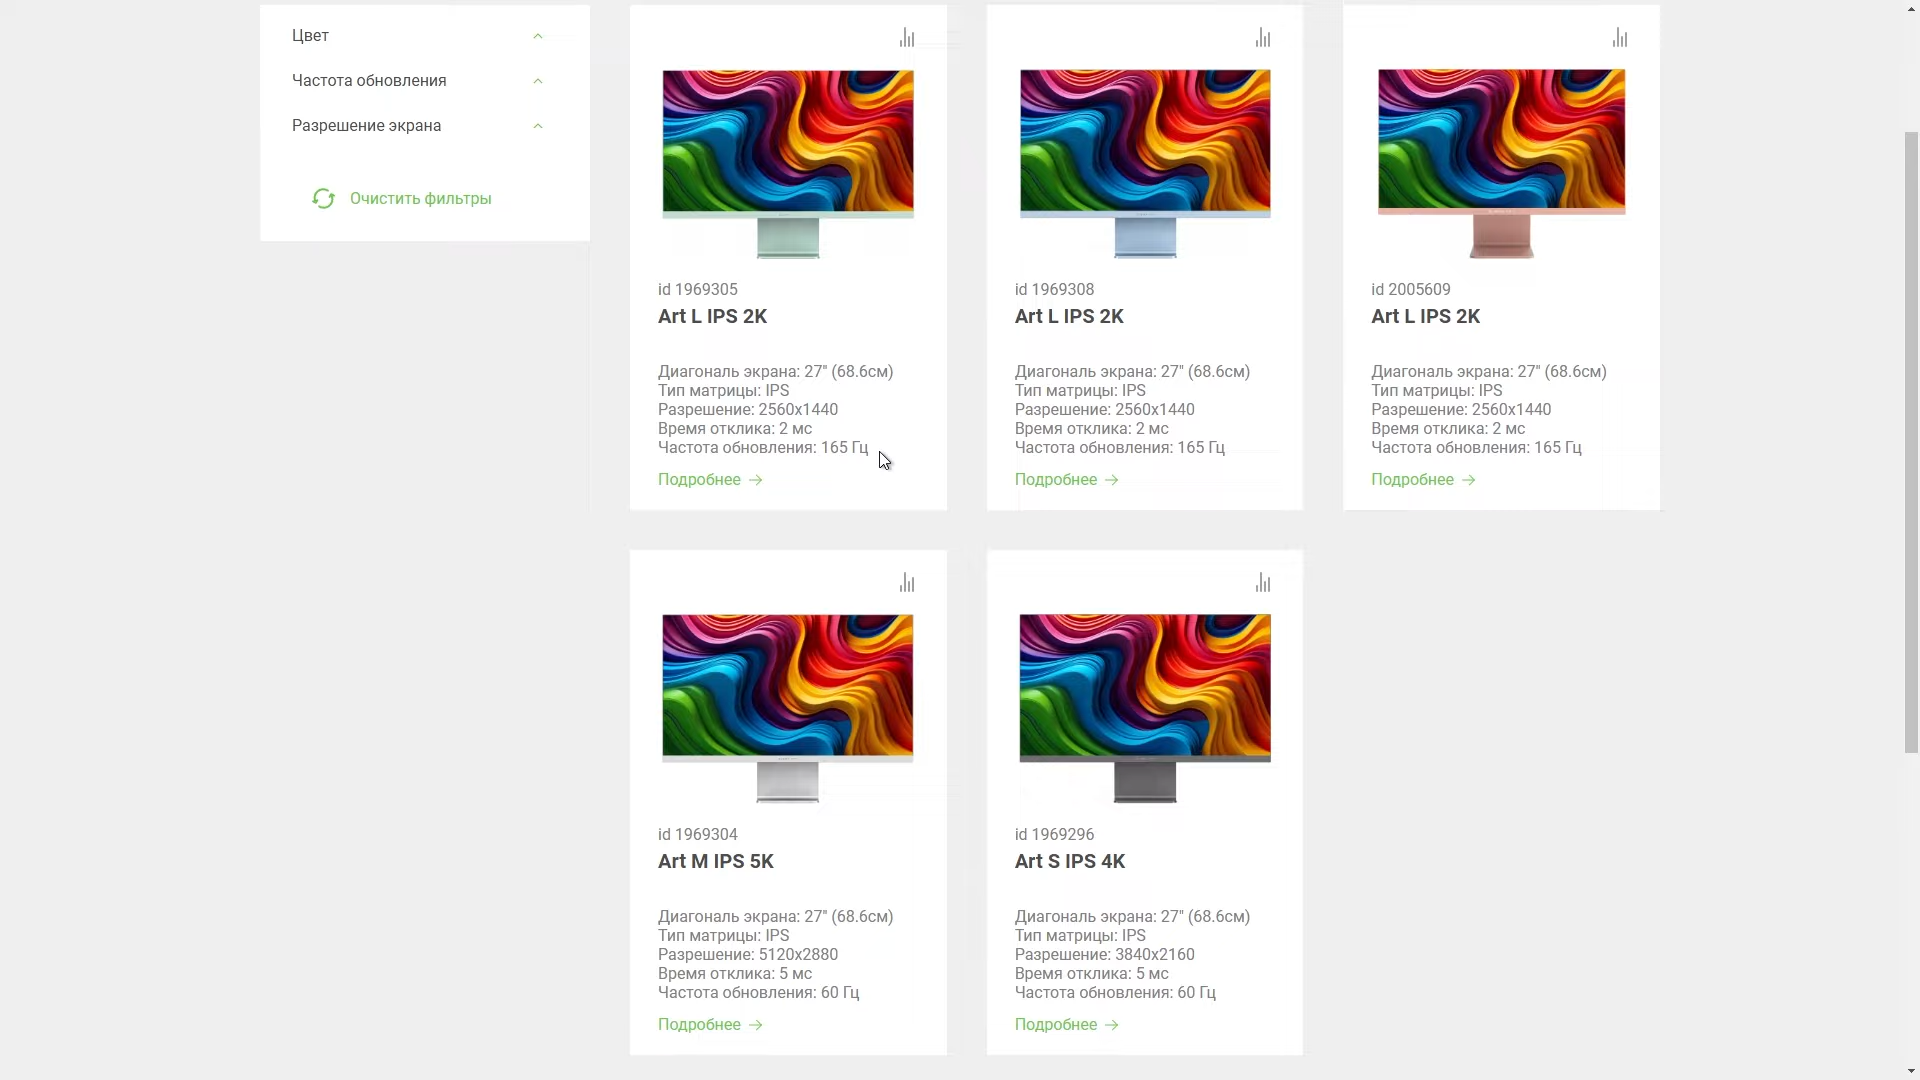 Цвет
Частота обновления
Разрешение экрана
Очистить фильтры
id 1969305
Art L IPS 2K
Диагональ экрана: 27" (68.6см)
Тип матрицы: IPS
Разрешение: 2560x1440
Время отклика: 2 мс
Частота обновления: 165 Гц
Подробнее
id 1969308
Art L IPS 2K
Диагональ экрана: 27" (68.6см)
Тип матрицы: IPS
Разрешение: 2560x1440
Время отклика: 2 мс
Частота обновления: 165 Гц
Подробнее
id 2005609
Art L IPS 2K
Диагональ экрана: 27" (68.6см)
Тип матрицы: IPS
Разрешение: 2560x1440
Время отклика: 2 мс
Частота обновления: 165 Гц
Подробнее
id 1969304
Art M IPS 5K
Диагональ экрана: 27" (68.6см)
Тип матрицы: IPS
Разрешение: 5120x2880
Время отклика: 5 мс
Частота обновления: 60 Гц
Подробнее
id 1969296
Art S IPS 4K
Диагональ экрана: 27" (68.6см)
Тип матрицы: IPS
Разрешение: 3840x2160
Время отклика: 5 мс
Частота обновления: 60 Гц
Подробнее